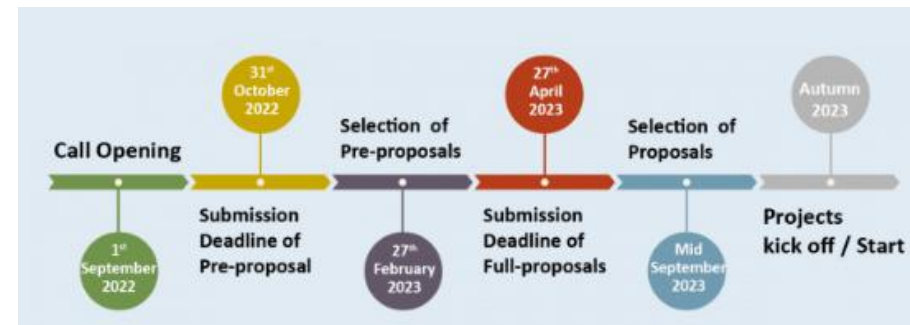 Call Opening
1st
September
2022
31st
October
2022
Submission
Deadline of
Pre-proposal
Selection of
Pre-proposals
27th
February
2023
27th
April
2023
Submission
Deadline of
Full-proposals
Selection of
Proposals
Mid
September
2023
Autumn
2023
Projects
kick off / Start